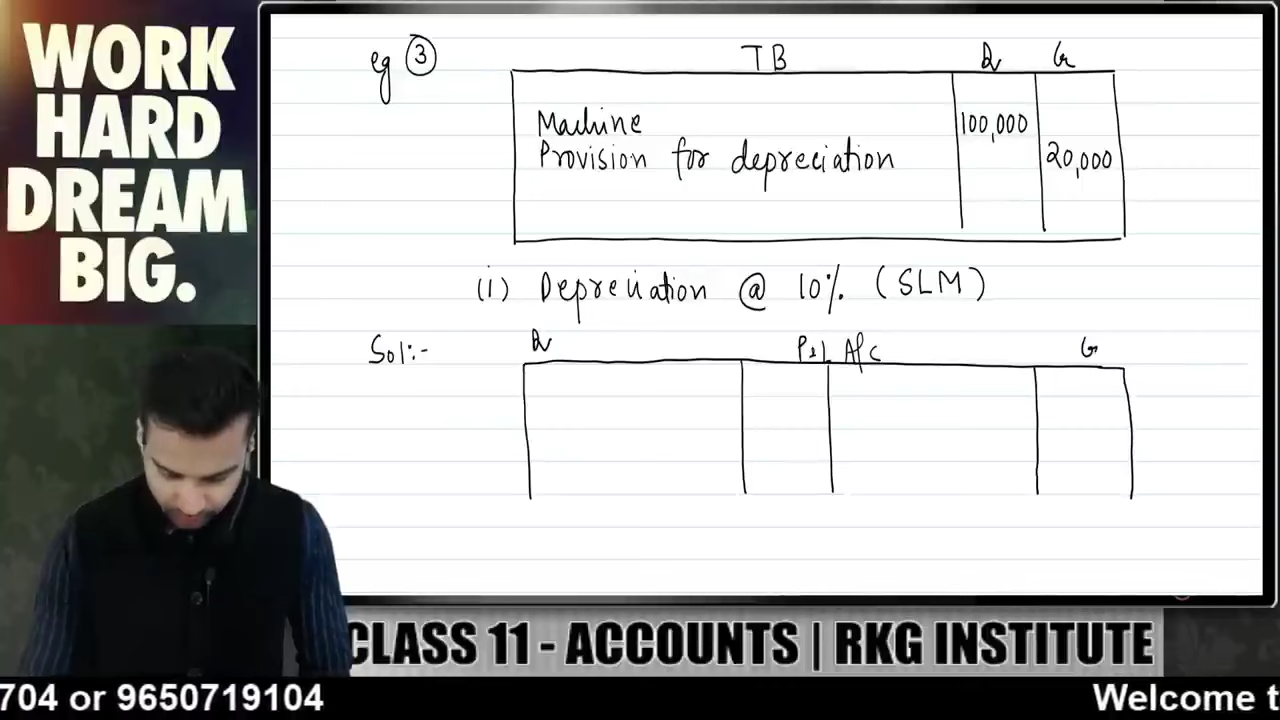 WORK
HARD
DREAM
BIG.
eg ③ TB Dr Cr
Machine 100,000
Provision for depreciation 20,000
(i) Depreciation @ 10% (SLM)
Sol:- Dr P&L A/c Cr
CLASS 11 - ACCOUNTS | RKG INSTITUTE
704 or 9650719104 Welcome t